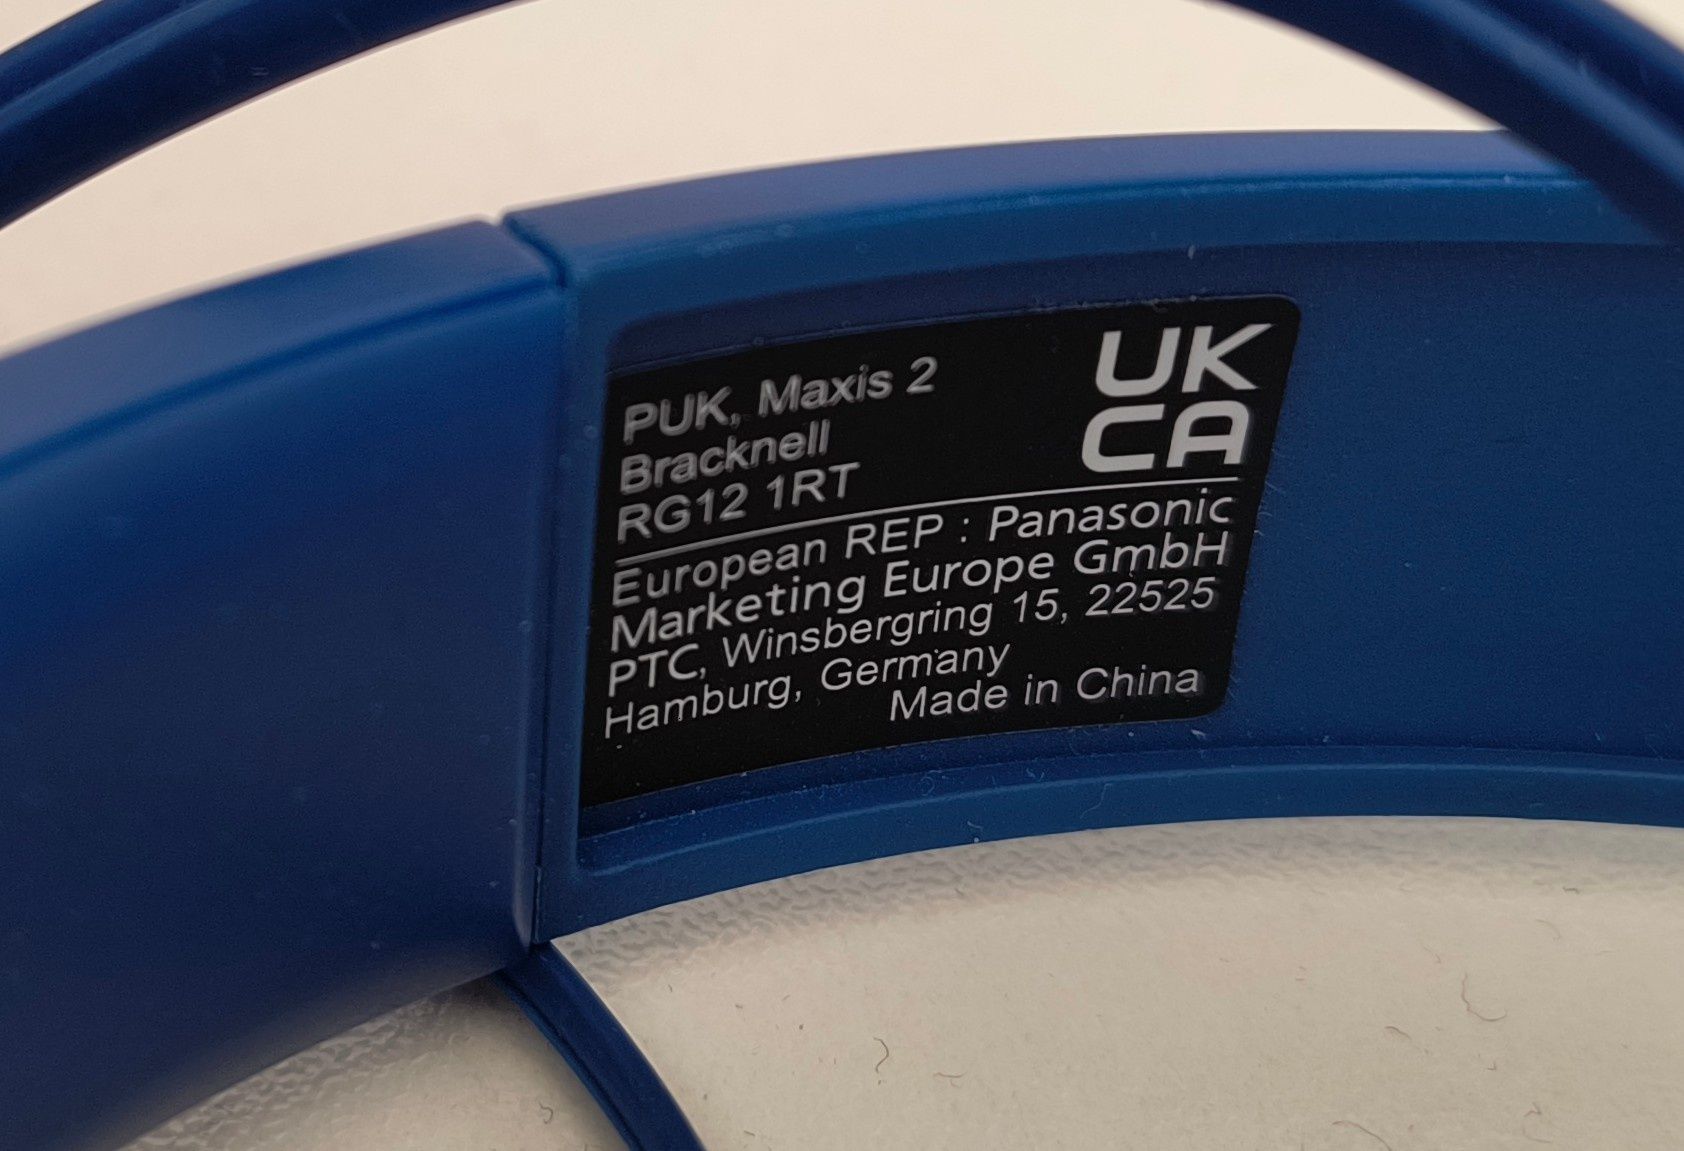 PUK, Maxis 2
Bracknell
RG12 1RT
UK
CA
European REP : Panasonic
Marketing Europe GmbH
PTC, Winsbergring 15, 22525
Hamburg, Germany
Made in China